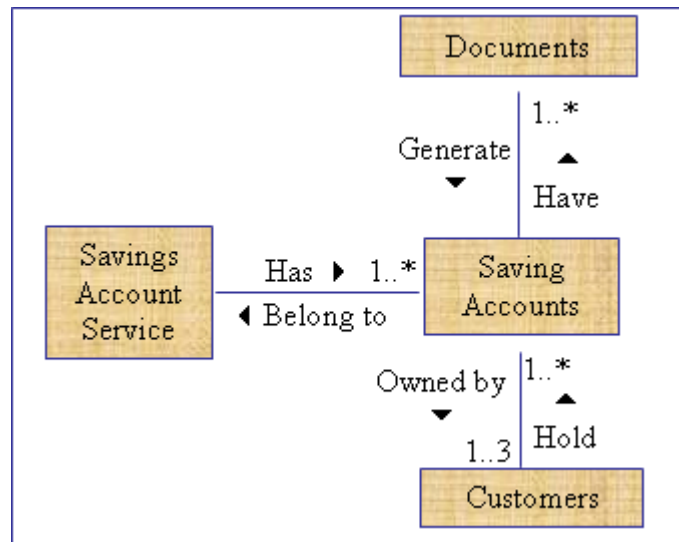 Documents
1..*
Generate
Have
Savings
Account
Service
Has 1..*
Belong to
Saving
Accounts
Owned by
1..*
Hold
1..3
Customers